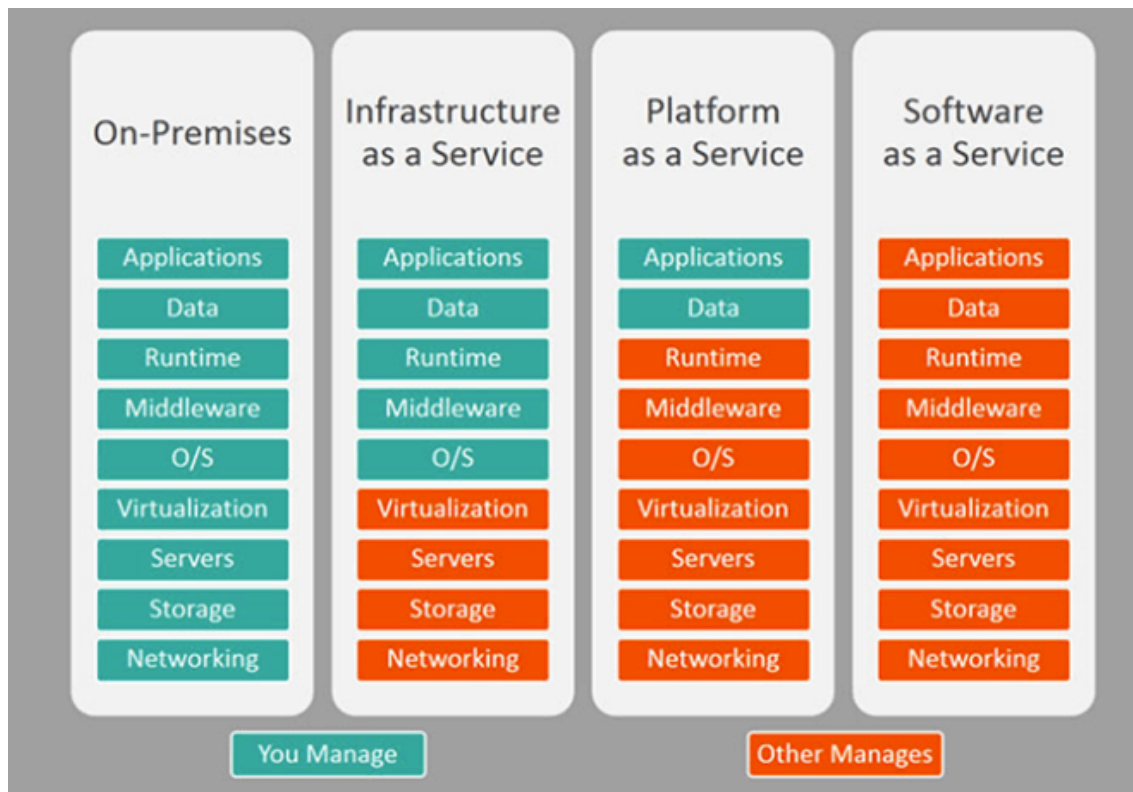 On-Premises
Applications
Data
Runtime
Middleware
O/S
Virtualization
Servers
Storage
Networking
Infrastructure
as a Service
Applications
Data
Runtime
Middleware
O/S
Virtualization
Servers
Storage
Networking
Platform
as a Service
Applications
Data
Runtime
Middleware
O/S
Virtualization
Servers
Storage
Networking
Software
as a Service
Applications
Data
Runtime
Middleware
O/S
Virtualization
Servers
Storage
Networking
You Manage
Other Manages